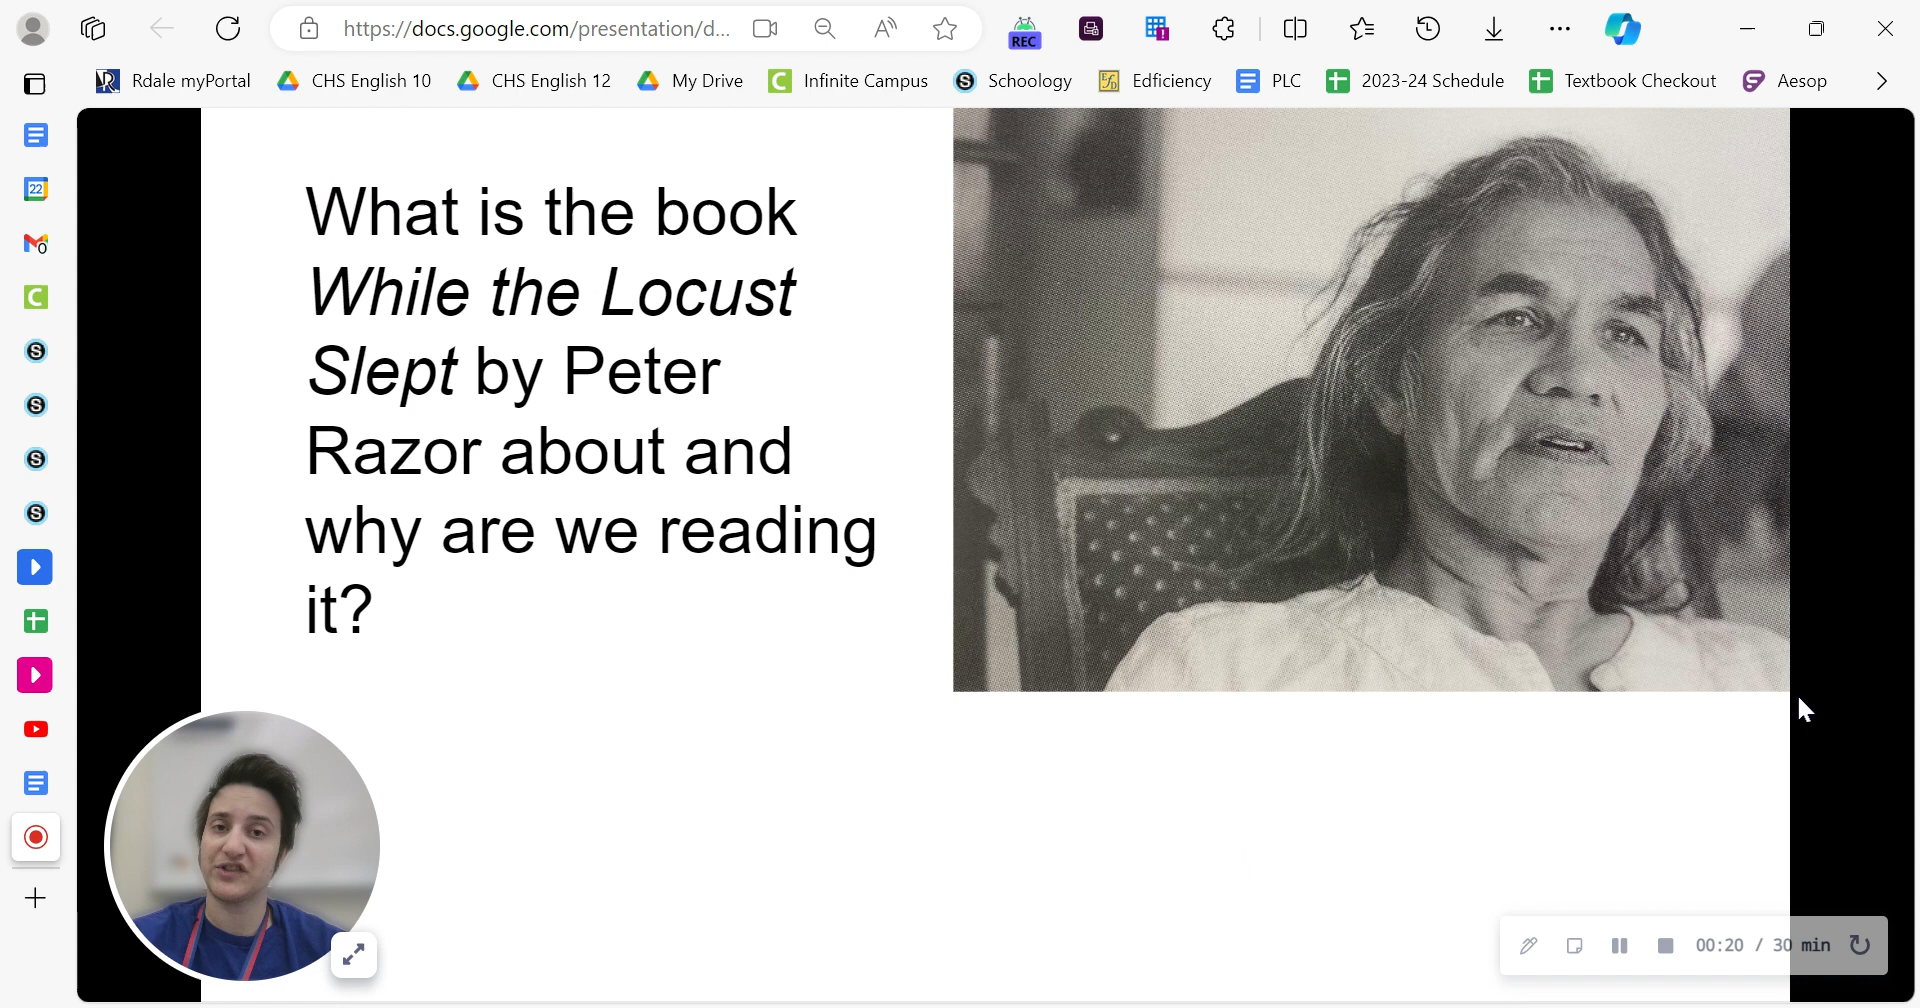 https://docs.google.com/presentation/d...
REC
Rdale myPortal
CHS English 10
CHS English 12
My Drive
Infinite Campus
Schoology
Edficiency
PLC
2023-24 Schedule
Textbook Checkout
Aesop
22
0
What is the book
While the Locust
Slept by Peter
Razor about and
why are we reading
it?
00:20 / 30 min